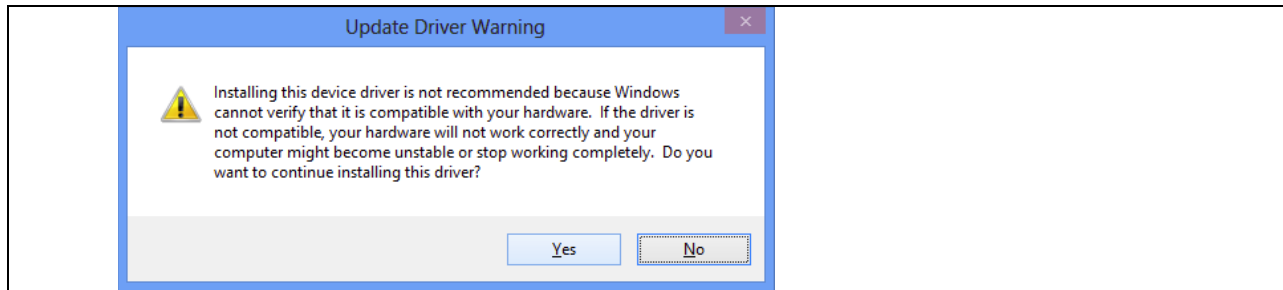 Update Driver Warning
Installing this device driver is not recommended because Windows
cannot verify that it is compatible with your hardware.  If the driver is
not compatible, your hardware will not work correctly and your
computer might become unstable or stop working completely.  Do you
want to continue installing this driver?
Yes No